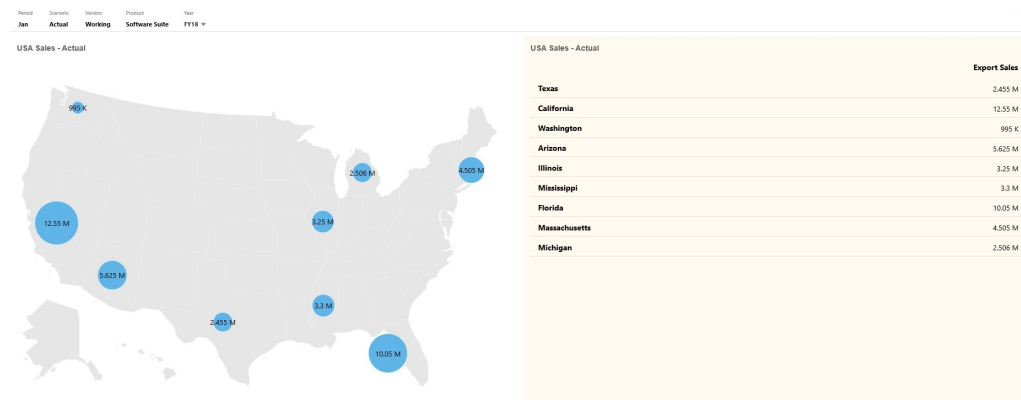 Period Scenario Version Product Year
Jan Actual Working Software Suite FY18
USA Sales - Actual
995 K
2.506 M
4.505 M
12.55 M
3.25 M
5.625 M
3.3 M
2.455 M
10.05 M
USA Sales - Actual
Export Sales
Texas 2.455 M
California 12.55 M
Washington 995 K
Arizona 5.625 M
Illinois 3.25 M
Mississippi 3.3 M
Florida 10.05 M
Massachusetts 4.505 M
Michigan 2.506 M